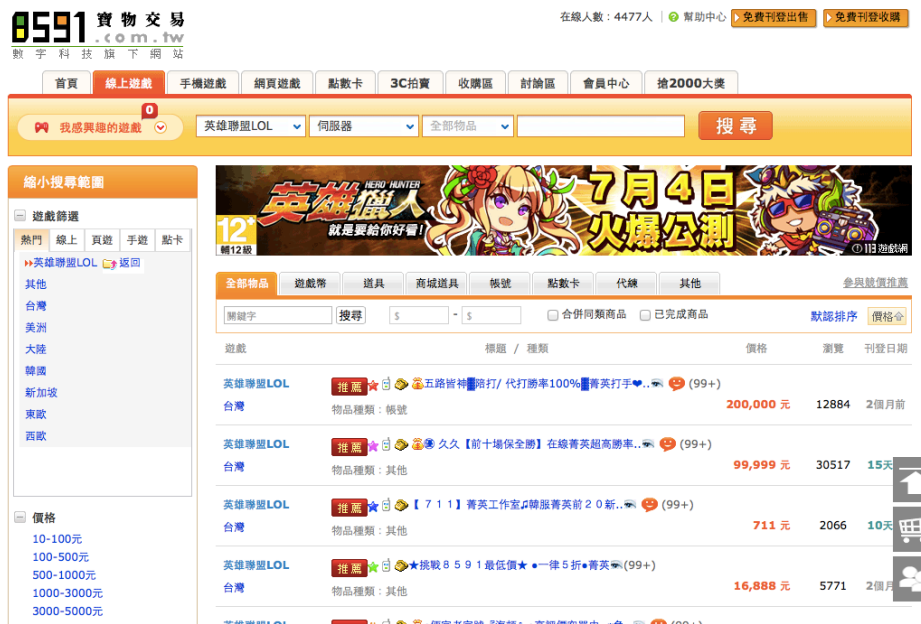 8591 寶物交易
.com.tw
數字科技旗下網站
在線人數：4477人 幫助中心 免費刊登出售 免費刊登收購
首頁 線上遊戲 手機遊戲 網頁遊戲 點數卡 3C拍賣 收購區 討論區 會員中心 搶2000大獎
0
我感興趣的遊戲 英雄聯盟LOL 伺服器 全部物品 搜尋
縮小搜尋範圍
遊戲篩選
熱門 線上 頁遊 手遊 點卡
英雄聯盟LOL 返回
其他
台灣
美洲
大陸
韓國
新加坡
東歐
西歐
價格
10-100元
100-500元
500-1000元
1000-3000元
3000-5000元
英雄獵人 HERO HUNTER
就是要給你好看!
12+
輔12級
7月4日
火爆公測
113遊戲網
全部物品 遊戲幣 道具 商城道具 帳號 點數卡 代練 其他 參與競價推薦
關鍵字 搜尋 $ - $ 合併同類商品 已完成商品 默認排序 價格
遊戲 標題 / 種類 價格 瀏覽 刊登日期
英雄聯盟LOL 推薦 五路皆神▓陪打/ 代打勝率100%▓菁英打手❤.. (99+)
台灣 物品種類：帳號 200,000 元 12884 2個月前
英雄聯盟LOL 推薦 久久【前十場保全勝】在線菁英超高勝率.. (99+)
台灣 物品種類：其他 99,999 元 30517 15天
英雄聯盟LOL 推薦 【７１１】菁英工作室♫韓服菁英前２０新.. (99+)
台灣 物品種類：其他 711 元 2066 10天
英雄聯盟LOL 推薦 ★挑戰８５９１最低價★ ●一律５折●菁英 (99+)
台灣 物品種類：其他 16,888 元 5771 2個月